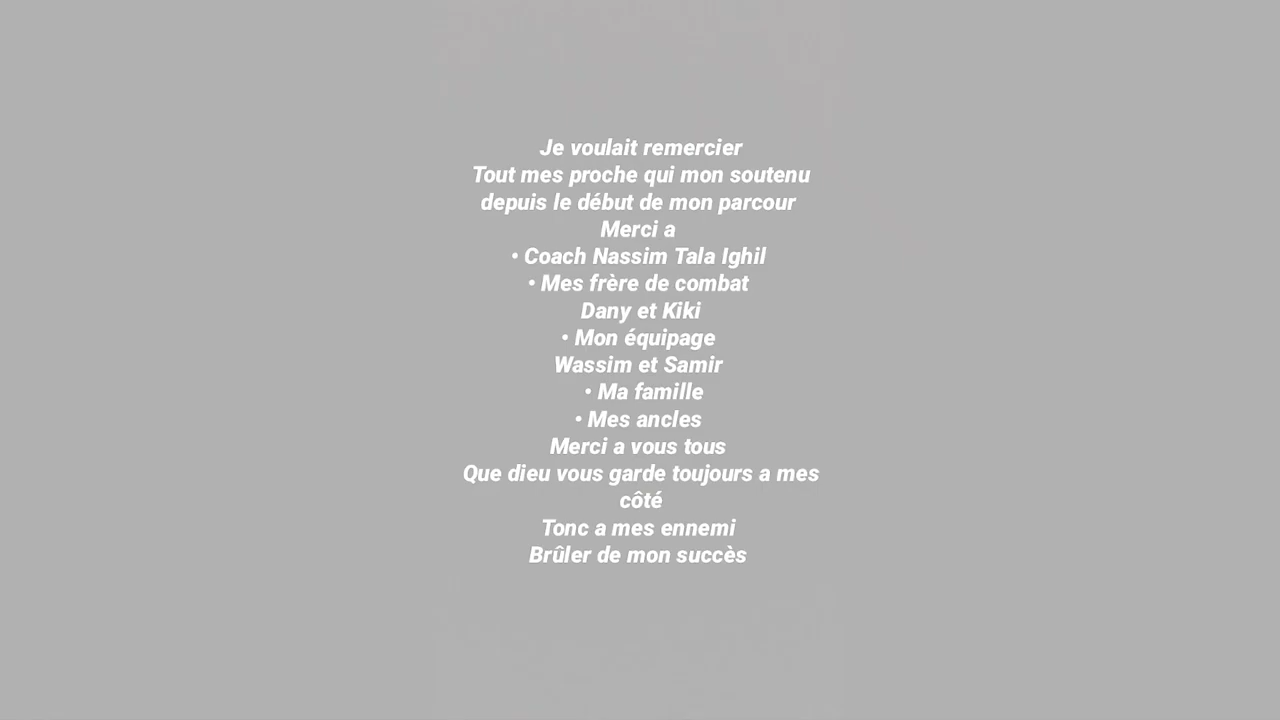 Je voulait remercier
Tout mes proche qui mon soutenu
depuis le début de mon parcour
Merci a
• Coach Nassim Tala Ighil
• Mes frère de combat
Dany et Kiki
• Mon équipage
Wassim et Samir
• Ma famille
• Mes ancles
Merci a vous tous
Que dieu vous garde toujours a mes
côté
Tonc a mes ennemi
Brûler de mon succès